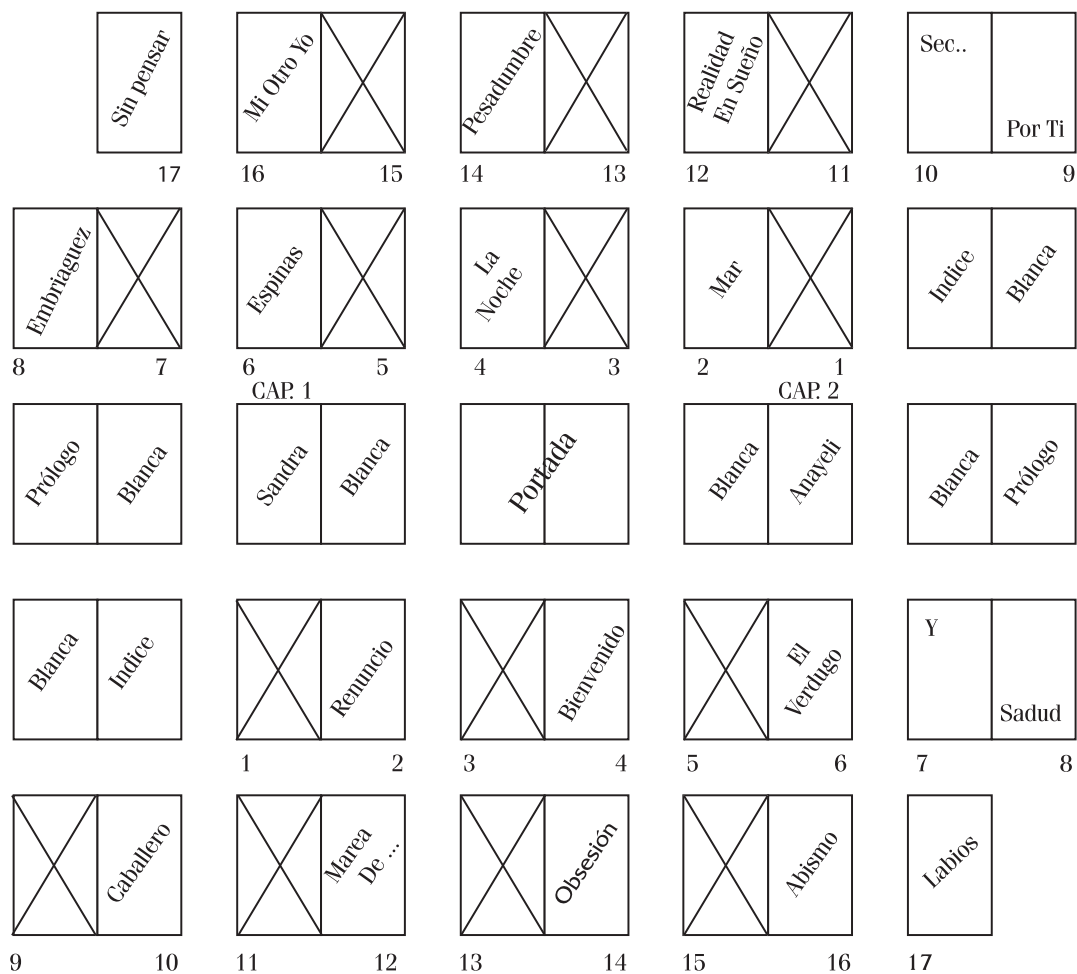 Sin pensar
17
Mi Otro Yo
16
15
Pesadumbre
14
13
Realidad
En Sueño
12
11
Sec..
Por Ti
10
9
Embriaguez
8
7
Espinas
6
5
La
Noche
4
3
Mar
2
1
Indice
Blanca
Prólogo
Blanca
CAP. 1
Sandra
Blanca
Portada
CAP. 2
Blanca
Anayeli
Blanca
Prólogo
Blanca
Indice
Renuncio
1
2
Bienvenido
3
4
El
Verdugo
5
6
Y
Sadud
7
8
Caballero
9
10
Marea
De ...
11
12
Obsesión
13
14
Abismo
15
16
Labios
17